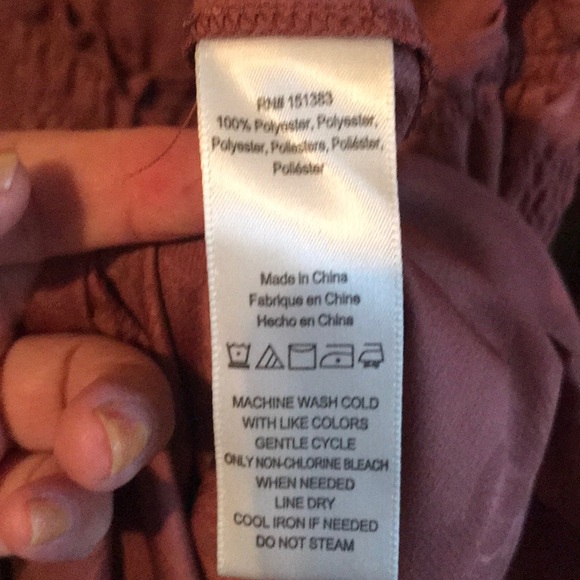 RN# 151383
100% Polyester, Polyester,
Polyester, Poliestere, Poliéster,
Poliéster
Made in China
Fabrique en Chine
Hecho en China
MACHINE WASH COLD
WITH LIKE COLORS
GENTLE CYCLE
ONLY NON-CHLORINE BLEACH
WHEN NEEDED
LINE DRY
COOL IRON IF NEEDED
DO NOT STEAM